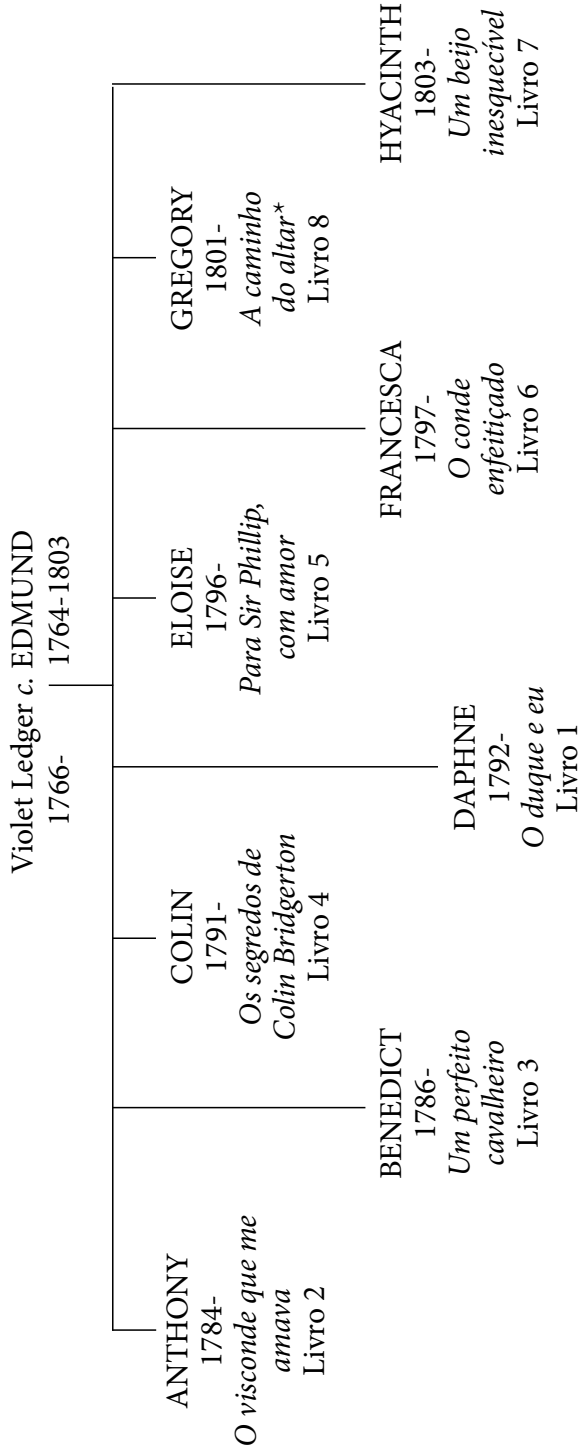 Violet Ledger c. EDMUND
1766- 1764-1803
ANTHONY
1784-
O visconde que me
amava
Livro 2
BENEDICT
1786-
Um perfeito
cavalheiro
Livro 3
COLIN
1791-
Os segredos de
Colin Bridgerton
Livro 4
DAPHNE
1792-
O duque e eu
Livro 1
ELOISE
1796-
Para Sir Phillip,
com amor
Livro 5
FRANCESCA
1797-
O conde
enfeitiçado
Livro 6
GREGORY
1801-
A caminho
do altar*
Livro 8
HYACINTH
1803-
Um beijo
inesquecível
Livro 7